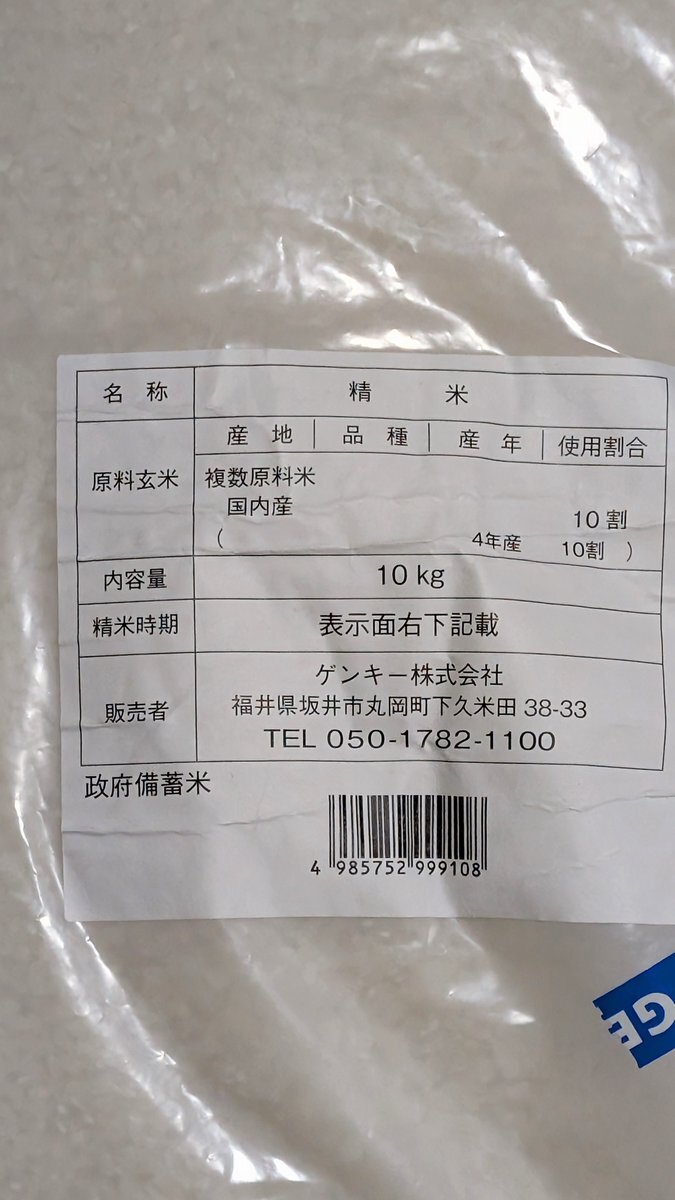 名 称 精 米
原料玄米 産 地 品 種 産 年 使用割合
複数原料米
国内産 10割
( 4年産 10割 )
内容量 10 kg
精米時期 表示面右下記載
販売者 ゲンキー株式会社
福井県坂井市丸岡町下久米田 38-33
TEL 050-1782-1100
政府備蓄米
4 985752 999108
GE